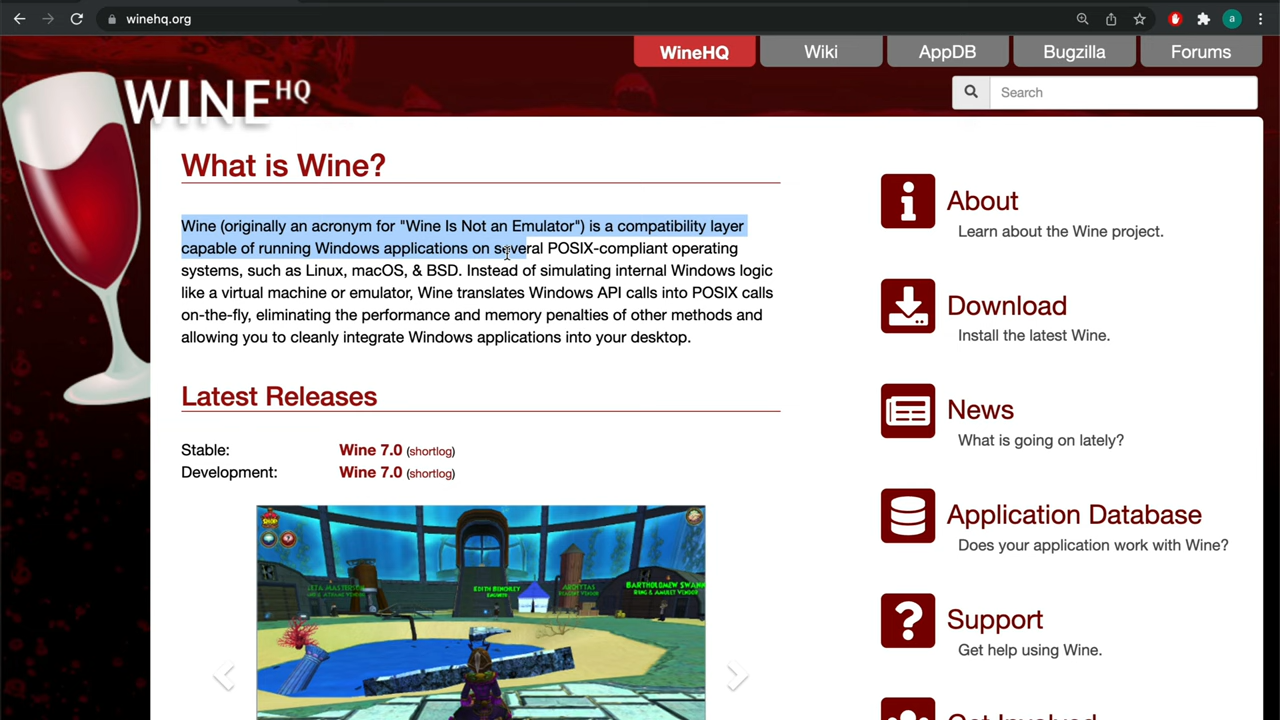 winehq.org
a
WineHQ
Wiki
AppDB
Bugzilla
Forums
WINE HQ
Search
What is Wine?
Wine (originally an acronym for "Wine Is Not an Emulator") is a compatibility layer
capable of running Windows applications on several POSIX-compliant operating
systems, such as Linux, macOS, & BSD. Instead of simulating internal Windows logic
like a virtual machine or emulator, Wine translates Windows API calls into POSIX calls
on-the-fly, eliminating the performance and memory penalties of other methods and
allowing you to cleanly integrate Windows applications into your desktop.
Latest Releases
Stable: Wine 7.0 (shortlog)
Development: Wine 7.0 (shortlog)
EDITH BENCHLEY
About
Learn about the Wine project.
Download
Install the latest Wine.
News
What is going on lately?
Application Database
Does your application work with Wine?
Support
Get help using Wine.
Get Involved